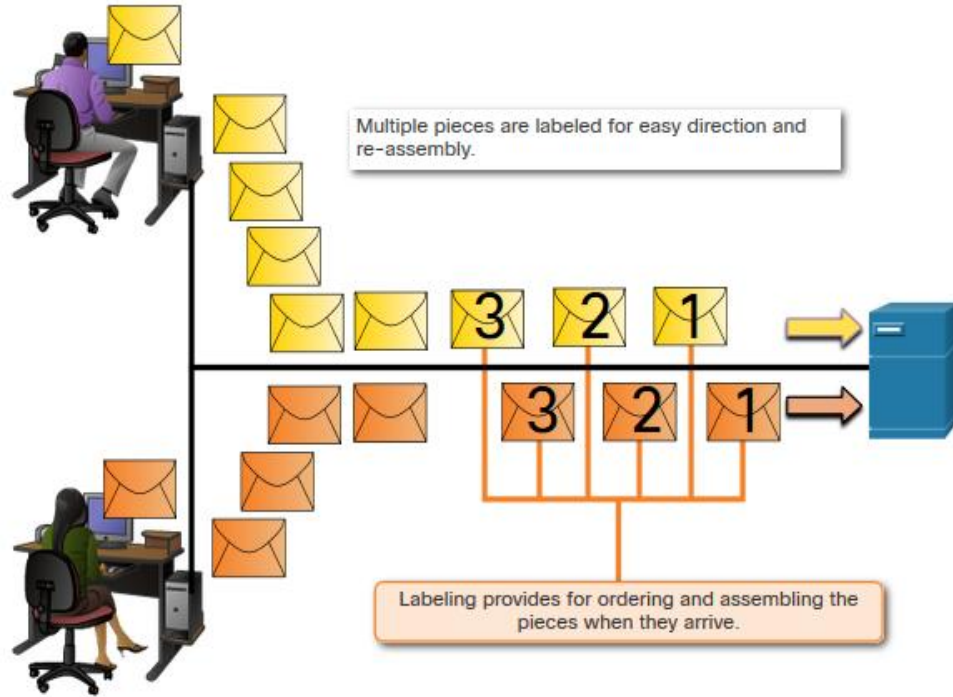 Multiple pieces are labeled for easy direction and
re-assembly.
3 2 1
3 2 1
Labeling provides for ordering and assembling the
pieces when they arrive.